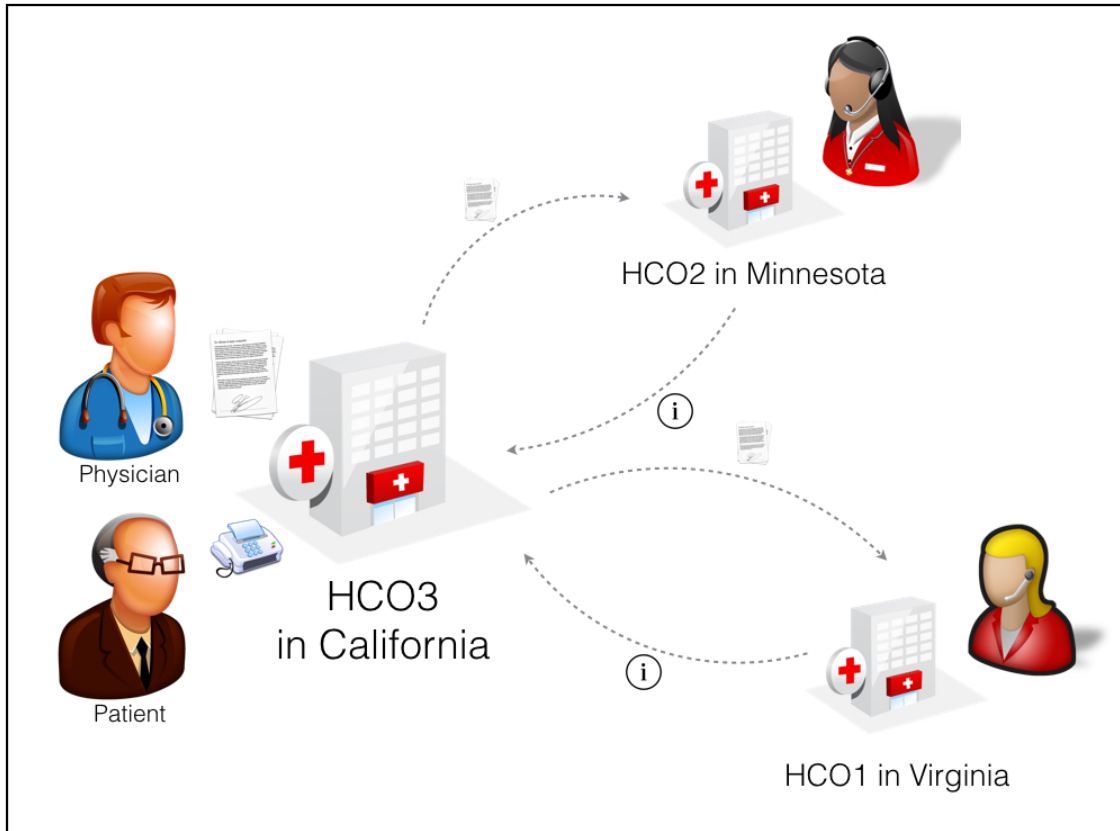 HCO2 in Minnesota
Physician
i
HCO3
in California
i
Patient
HCO1 in Virginia